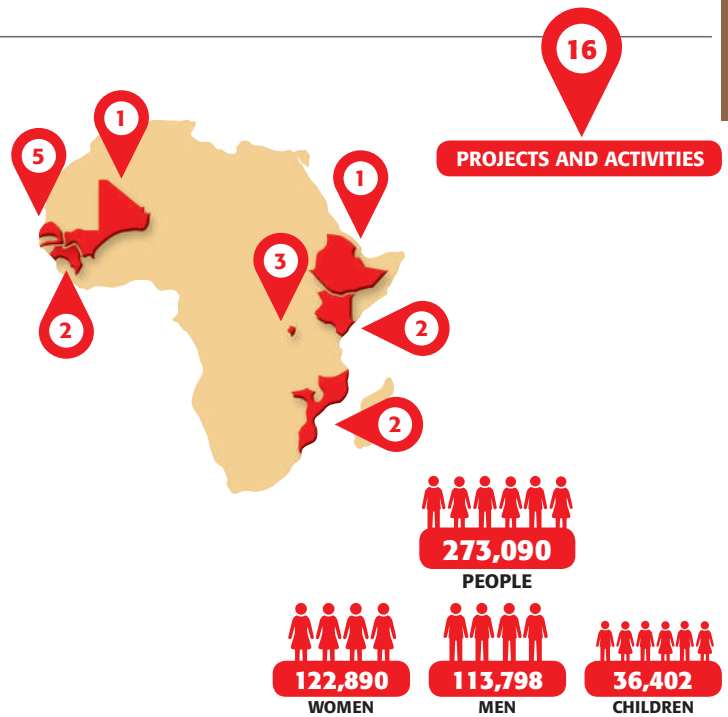 16
PROJECTS AND ACTIVITIES
1
5
1
3
2
2
2
273,090
PEOPLE
122,890
WOMEN
113,798
MEN
36,402
CHILDREN